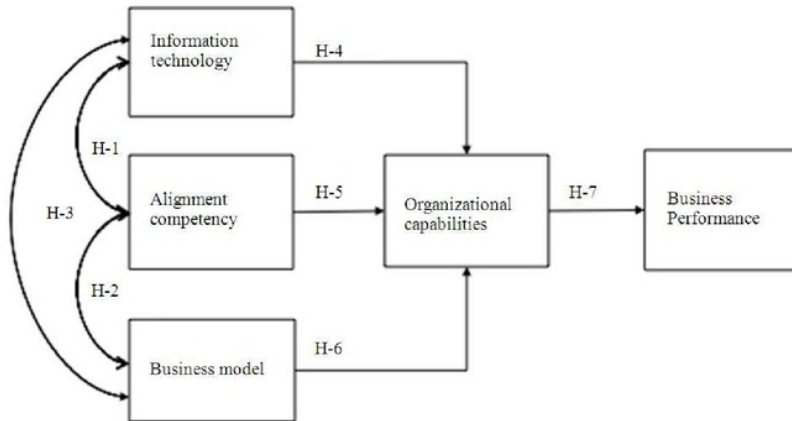 Information
technology
H-4
H-1
Alignment
competency
H-5
Organizational
capabilities
H-7
Business
Performance
H-3
H-2
Business model
H-6